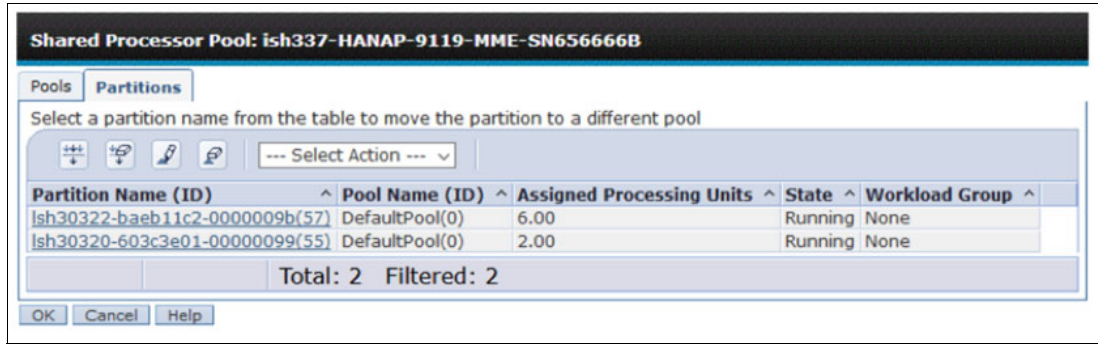 Shared Processor Pool: ish337-HANAP-9119-MME-SN656666B
Pools Partitions
Select a partition name from the table to move the partition to a different pool
--- Select Action ---
Partition Name (ID) ^ Pool Name (ID) ^ Assigned Processing Units ^ State ^ Workload Group ^
lsh30322-baeb11c2-0000009b(57) DefaultPool(0) 6.00 Running None
lsh30320-603c3e01-00000099(55) DefaultPool(0) 2.00 Running None
Total: 2 Filtered: 2
OK Cancel Help